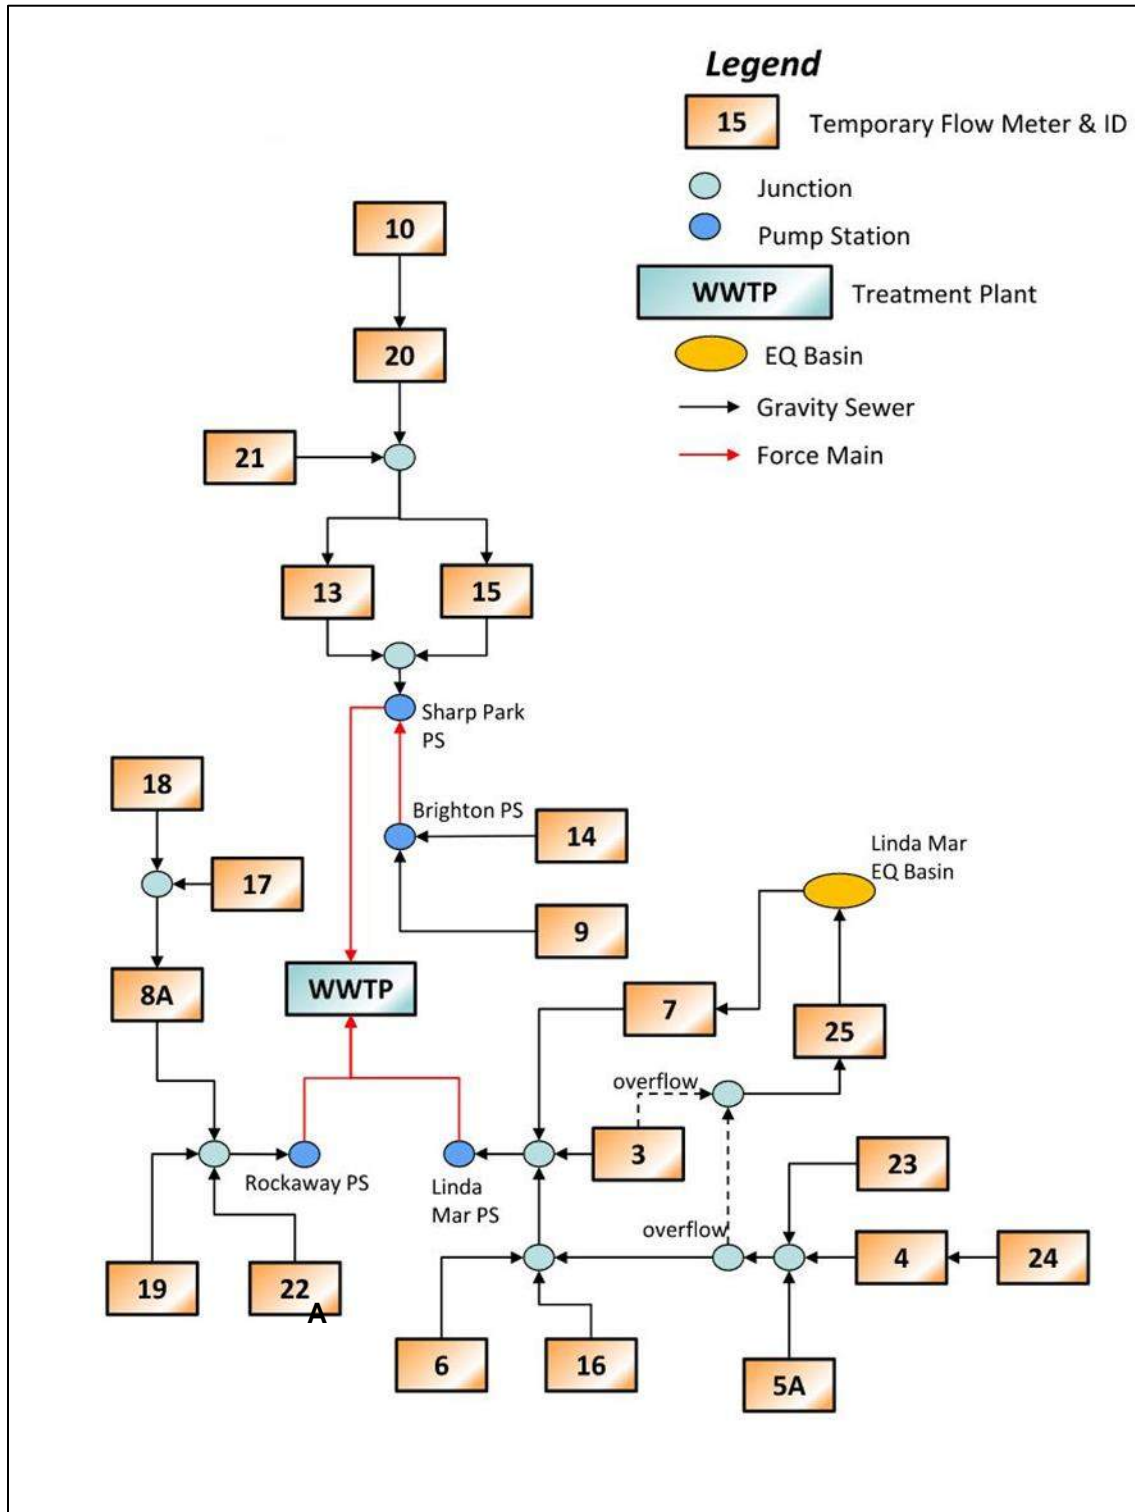 Legend
15 Temporary Flow Meter & ID
Junction
Pump Station
WWTP Treatment Plant
EQ Basin
Gravity Sewer
Force Main
10
20
21
13
15
Sharp Park
PS
18
Brighton PS
14
17
9
Linda Mar
EQ Basin
8A
WWTP
7
25
overflow
3
23
Rockaway PS
Linda
Mar PS
overflow
4
24
19
22
A
6
16
5A